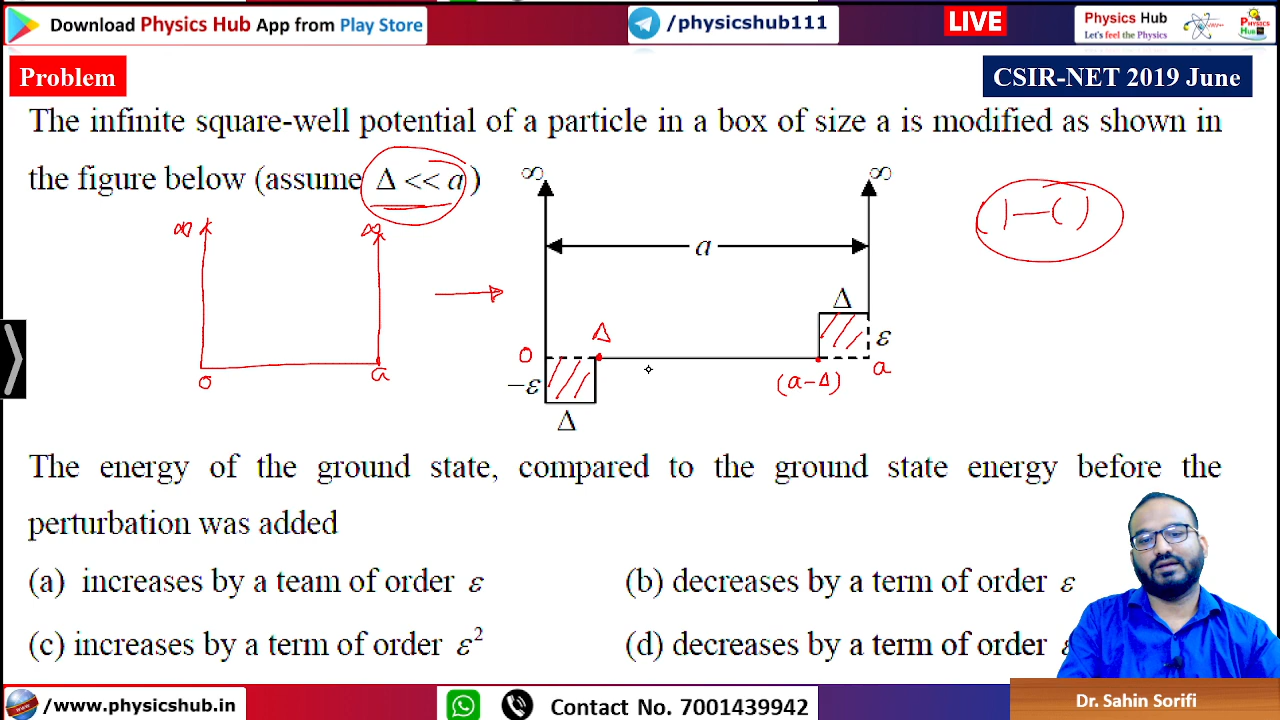 Download Physics Hub App from Play Store
/physicshub111
LIVE
Physics Hub
Let's feel the Physics
Problem
CSIR-NET 2019 June
The infinite square-well potential of a particle in a box of size a is modified as shown in
the figure below (assume Δ << a)
∞ ∞
a
∞
0 a
Δ
0
-ε
Δ
Δ
ε
(a-Δ)
a
The energy of the ground state, compared to the ground state energy before the
perturbation was added
(a) increases by a team of order ε
(b) decreases by a term of order ε
(c) increases by a term of order ε²
(d) decreases by a term of order
/www.physicshub.in
Contact No. 7001439942
Dr. Sahin Sorifi